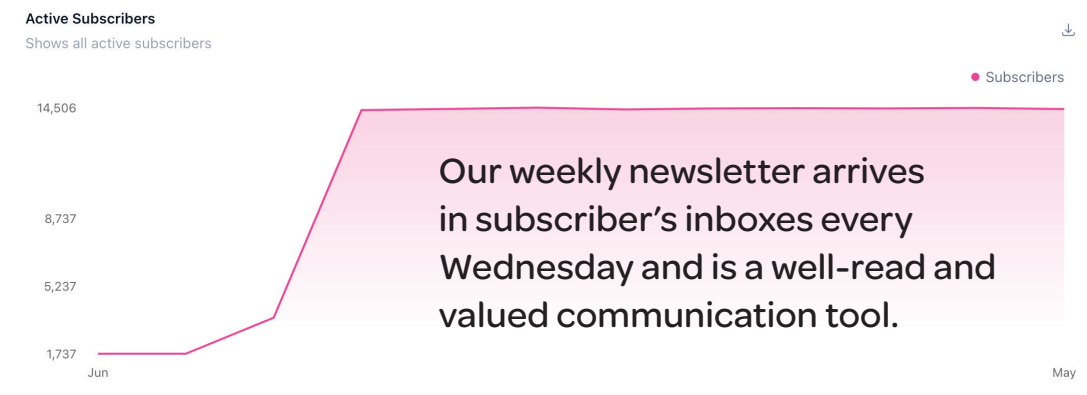 Active Subscribers
Shows all active subscribers
Subscribers
14,506
8,737
5,237
1,737
Jun
May
Our weekly newsletter arrives
in subscriber’s inboxes every
Wednesday and is a well-read and
valued communication tool.